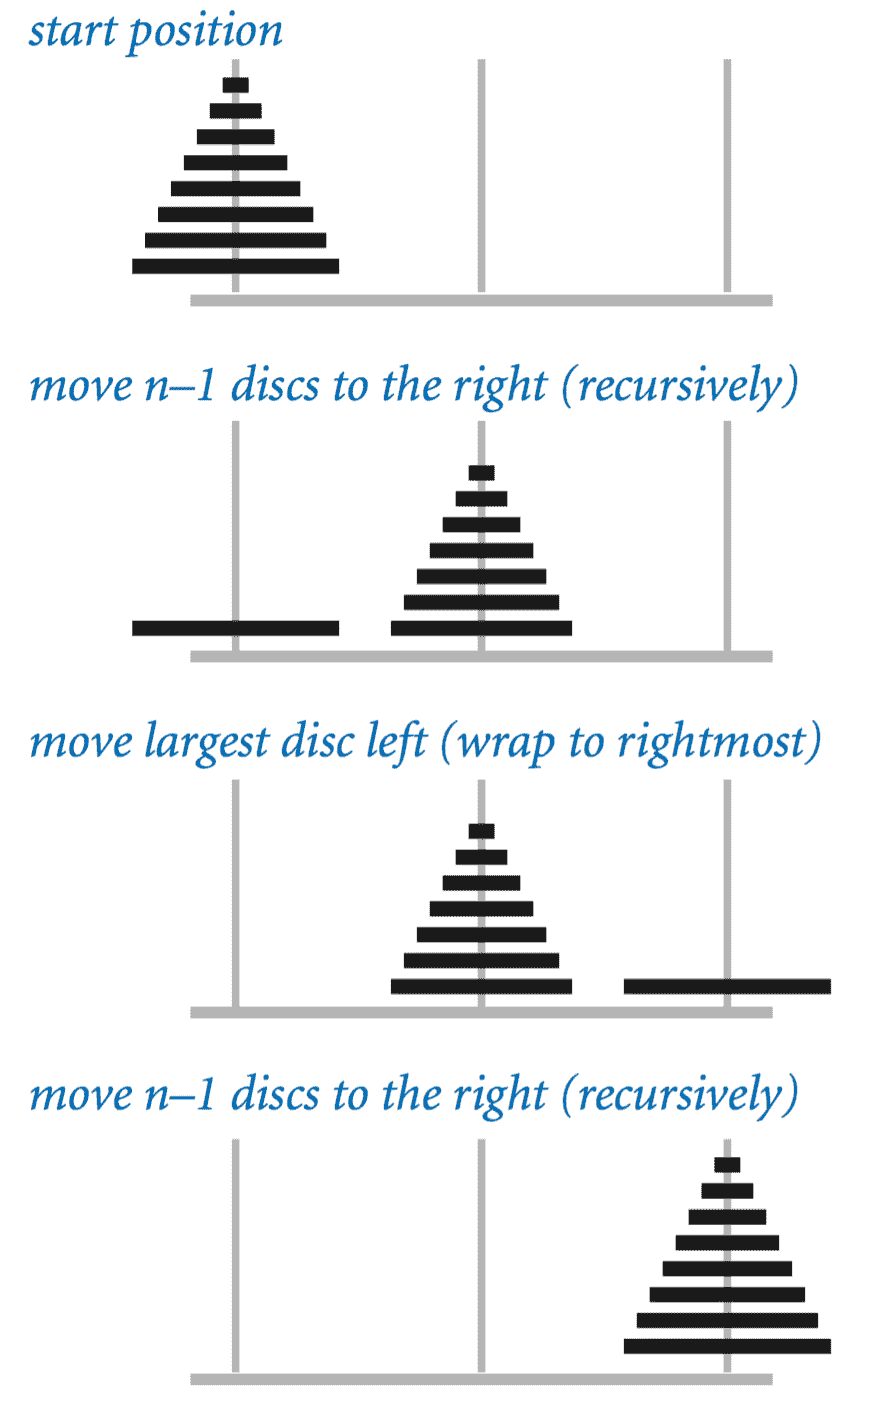 start position
move n–1 discs to the right (recursively)
move largest disc left (wrap to rightmost)
move n–1 discs to the right (recursively)